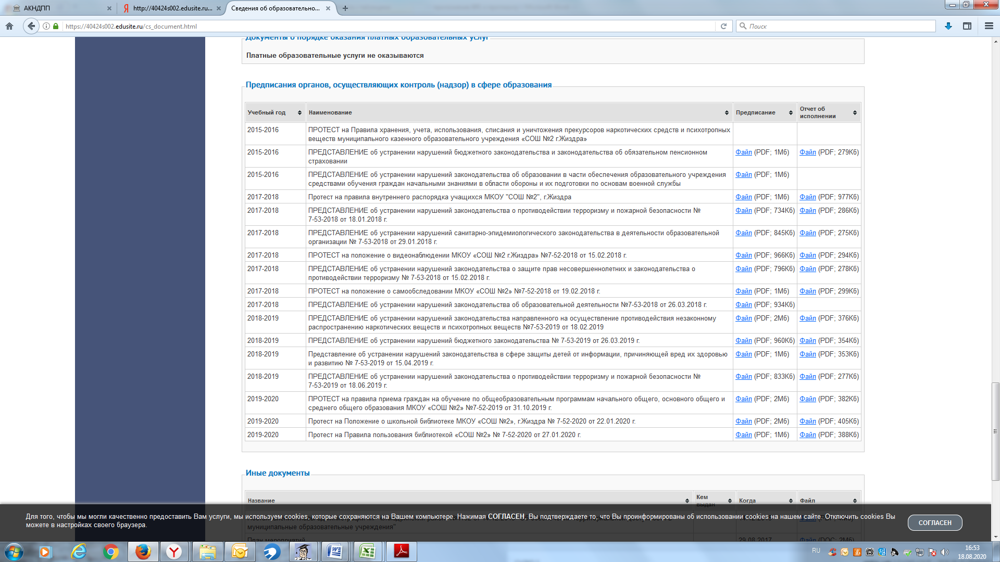 АКНДПП
http://40424s002.edusite.ru...
Сведения об образовательно...
https://40424s002.edusite.ru/cs_document.html
Поиск
Документы о порядке оказания платных образовательных услуг
Платные образовательные услуги не оказываются
Предписания органов, осуществляющих контроль (надзор) в сфере образования
Учебный год Наименование Предписание Отчет об
исполнении
2015-2016 ПРОТЕСТ на Правила хранения, учета, использования, списания и уничтожения прекурсоров наркотических средств и психотропных
веществ муниципального казенного образовательного учреждения «СОШ №2 г.Жиздра»
2015-2016 ПРЕДСТАВЛЕНИЕ об устранении нарушений бюджетного законодательства и законодательства об обязательном пенсионном Файл (PDF; 1Мб) Файл (PDF; 279Кб)
страховании
2015-2016 ПРЕДСТАВЛЕНИЕ об устранении нарушений законодательства об образовании в части обеспечения образовательного учреждения Файл (PDF; 1Мб)
средствами обучения граждан начальными знаниями в области обороны и их подготовки по основам военной службы
2017-2018 Протест на правила внутреннего распорядка учащихся МКОУ "СОШ №2", г.Жиздра Файл (PDF; 1Мб) Файл (PDF; 977Кб)
2017-2018 ПРЕДСТАВЛЕНИЕ об устранении нарушений законодательства о противодействии терроризму и пожарной безопасности № Файл (PDF; 734Кб) Файл (PDF; 286Кб)
7-53-2018 от 18.01.2018 г.
2017-2018 ПРЕДСТАВЛЕНИЕ об устранении нарушений санитарно-эпидемиологического законодательства в деятельности образовательной Файл (PDF; 845Кб) Файл (PDF; 275Кб)
организации № 7-53-2018 от 29.01.2018 г.
2017-2018 ПРОТЕСТ на положение о видеонаблюдении МКОУ «СОШ №2 г.Жиздра» №7-52-2018 от 15.02.2018 г. Файл (PDF; 966Кб) Файл (PDF; 294Кб)
2017-2018 ПРЕДСТАВЛЕНИЕ об устранении нарушений законодательства о защите прав несовершеннолетних и законодательства о Файл (PDF; 796Кб) Файл (PDF; 278Кб)
противодействии терроризму № 7-53-2018 от 15.02.2018 г.
2017-2018 ПРОТЕСТ на положение о самообследовании МКОУ «СОШ №2» №7-52-2018 от 19.02.2018 г. Файл (PDF; 1Мб) Файл (PDF; 299Кб)
2017-2018 ПРЕДСТАВЛЕНИЕ об устранении нарушений законодательства об образовательной деятельности №7-53-2018 от 26.03.2018 г. Файл (PDF; 934Кб)
2018-2019 ПРЕДСТАВЛЕНИЕ об устранении нарушений законодательства направленного на осуществление противодействия незаконному Файл (PDF; 2Мб) Файл (PDF; 376Кб)
распространению наркотических веществ и психотропных веществ №7-53-2019 от 18.02.2019
2018-2019 ПРЕДСТАВЛЕНИЕ об устранении нарушений бюджетного законодательства № 7-53-2019 от 26.03.2019 г. Файл (PDF; 960Кб) Файл (PDF; 354Кб)
2018-2019 Представление об устранении нарушений законодательства в сфере защиты детей от информации, причиняющей вред их здоровью Файл (PDF; 1Мб) Файл (PDF; 353Кб)
и развитию № 7-53-2019 от 15.04.2019 г.
2018-2019 ПРЕДСТАВЛЕНИЕ об устранении нарушений законодательства о противодействии терроризму и пожарной безопасности № Файл (PDF; 833Кб) Файл (PDF; 277Кб)
7-53-2019 от 18.06.2019 г.
2019-2020 ПРОТЕСТ на правила приема граждан на обучение по общеобразовательным программам начального общего, основного общего и Файл (PDF; 2Мб) Файл (PDF; 382Кб)
среднего общего образования МКОУ «СОШ №2» №7-52-2019 от 31.10.2019 г.
2019-2020 Протест на Положение о школьной библиотеке МКОУ «СОШ №2», г.Жиздра № 7-52-2020 от 22.01.2020 г. Файл (PDF; 2Мб) Файл (PDF; 405Кб)
2019-2020 Протест на Правила пользования библиотекой «СОШ №2» № 7-52-2020 от 27.01.2020 г. Файл (PDF; 1Мб) Файл (PDF; 388Кб)
Иные документы
Название Кем
выдан Когда Файл
Для того, чтобы мы могли качественно предоставить Вам услуги, мы используем cookies, которые сохраняются на Вашем компьютере. Нажимая СОГЛАСЕН, Вы подтверждаете то, что Вы проинформированы об использовании cookies на нашем сайте. Отключить cookies Вы
можете в настройках своего браузера.
СОГЛАСЕН
муниципальные образовательные учреждения"
План мероприятий 29.08.2017 Файл (DOC; 2Мб)
RU
16:53
18.08.2020